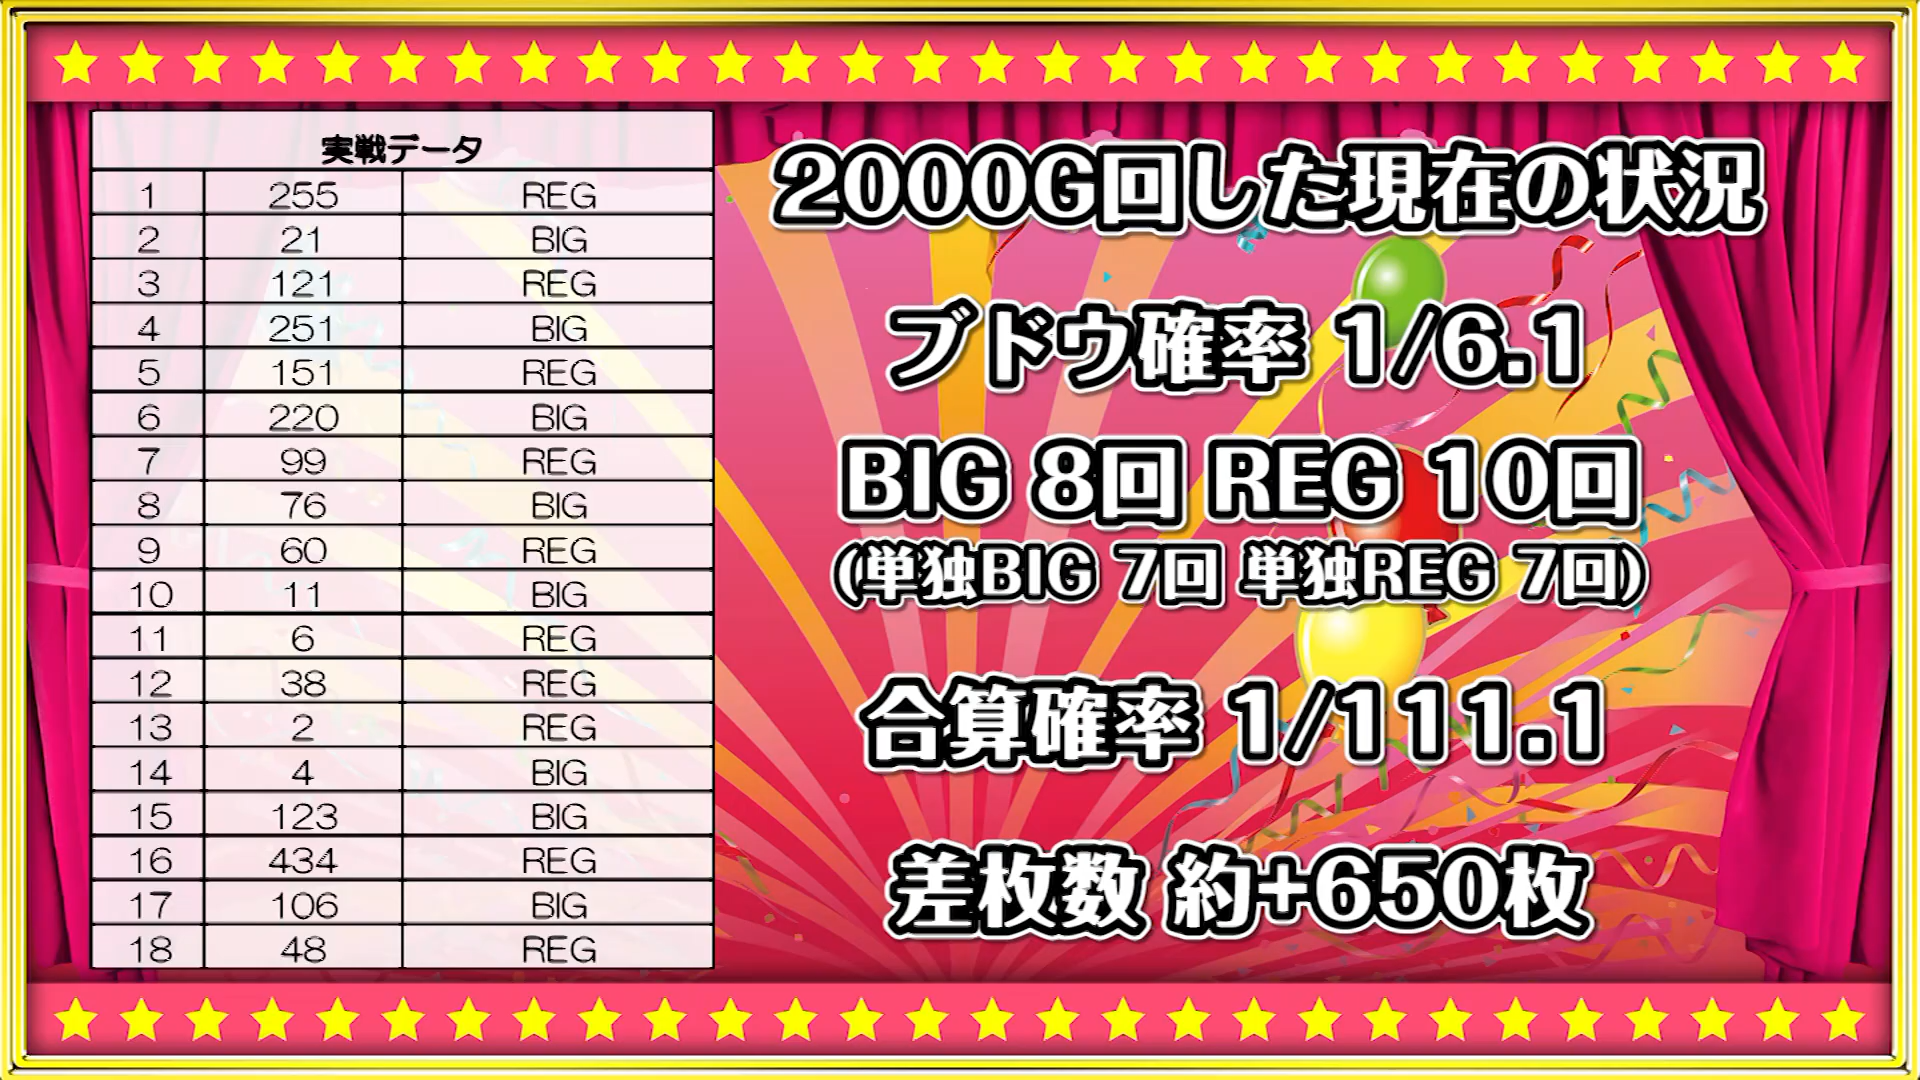 実戦データ
1 255 REG
2 21 BIG
3 121 REG
4 251 BIG
5 151 REG
6 220 BIG
7 99 REG
8 76 BIG
9 60 REG
10 11 BIG
11 6 REG
12 38 REG
13 2 REG
14 4 BIG
15 123 BIG
16 434 REG
17 106 BIG
18 48 REG
2000G回した現在の状況
ブドウ確率 1/6.1
BIG 8回 REG 10回
(単独BIG 7回 単独REG 7回)
合算確率 1/111.1
差枚数 約+650枚